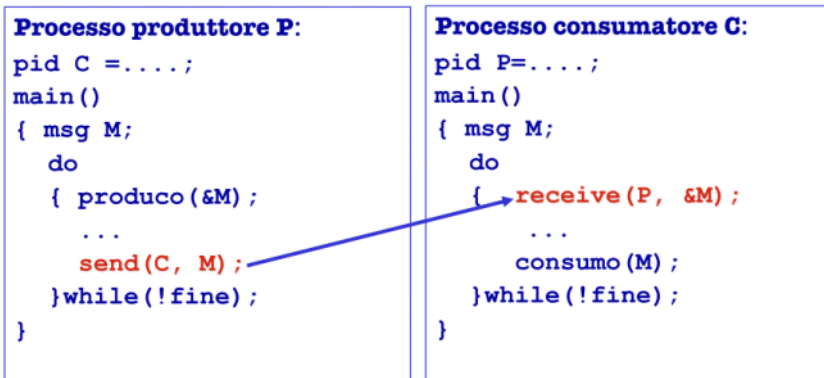 Processo produttore P:
pid C =....;
main()
{ msg M;
do
{ produco(&M);
...
send(C, M);
}while(!fine);
}
Processo consumatore C:
pid P=....;
main()
{ msg M;
do
{ receive(P, &M);
...
consumo(M);
}while(!fine);
}